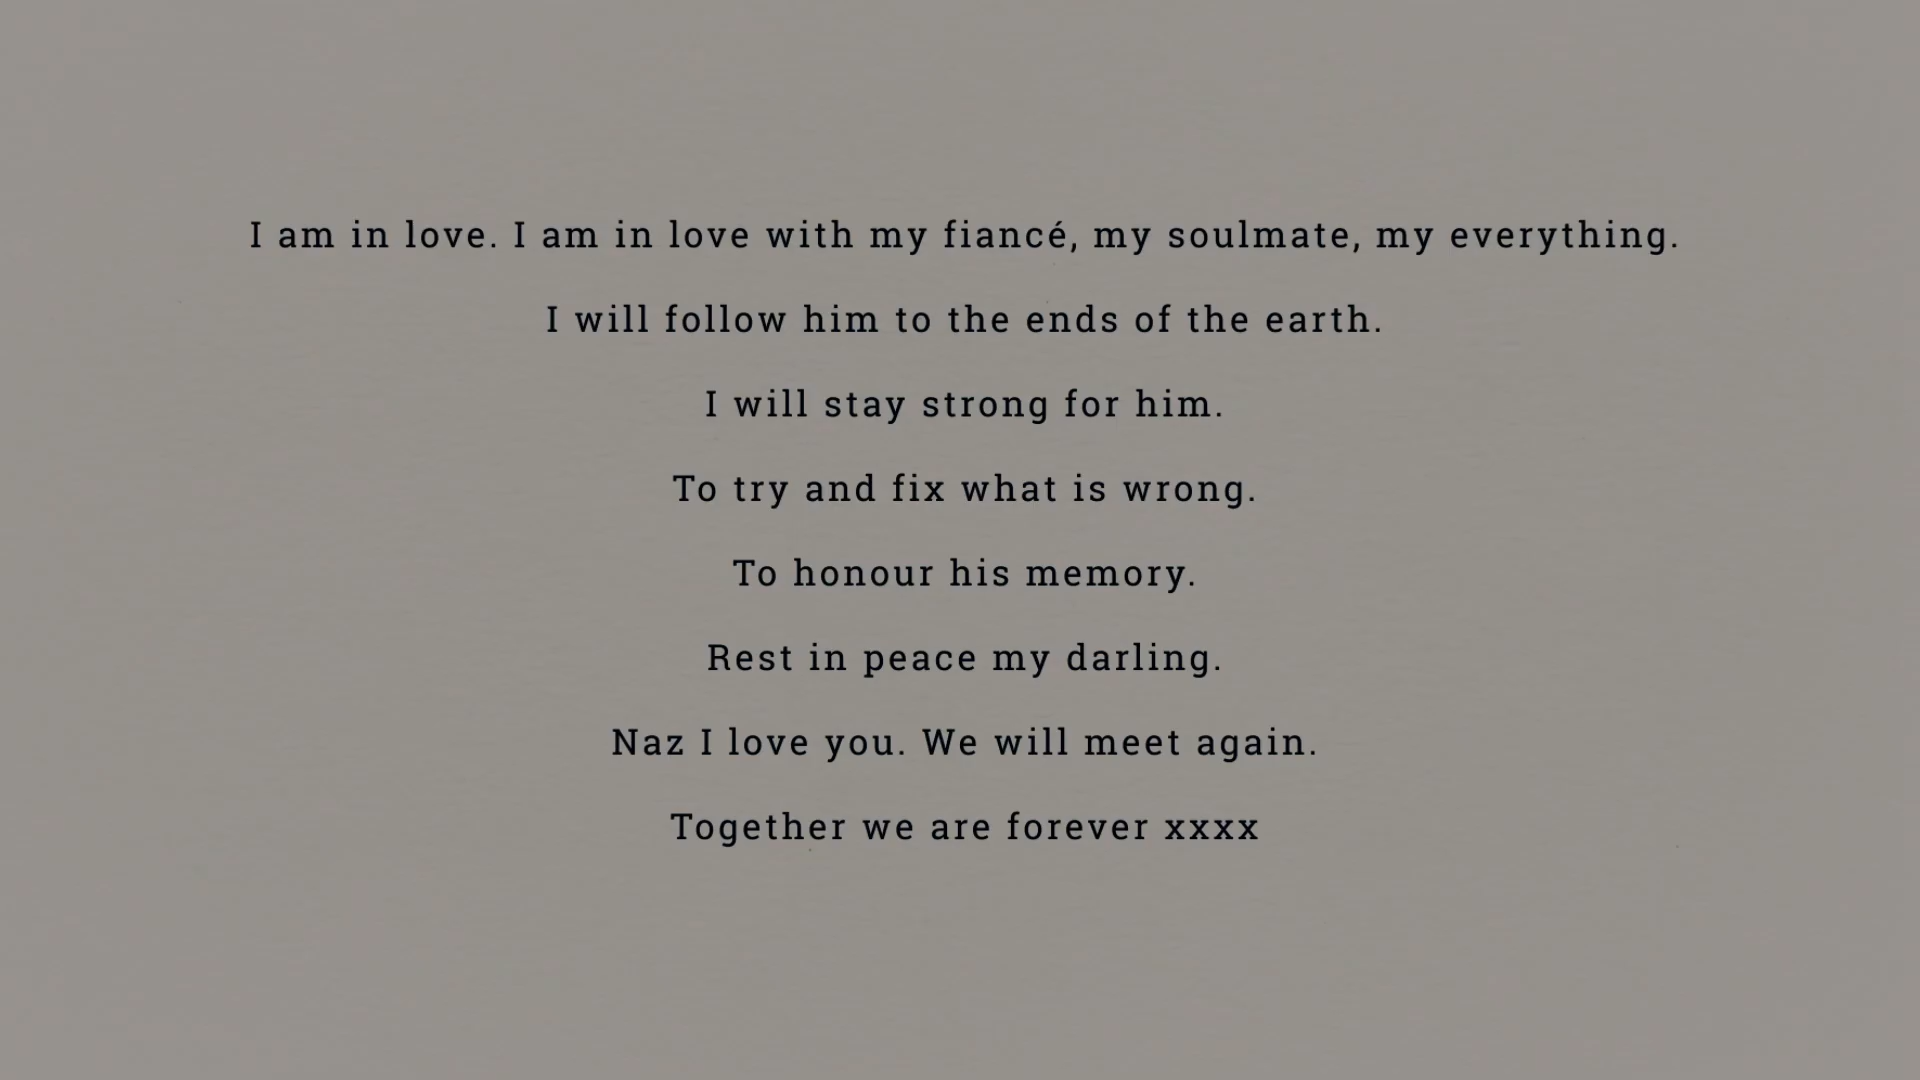 I am in love. I am in love with my fiancé, my soulmate, my everything.
I will follow him to the ends of the earth.
I will stay strong for him.
To try and fix what is wrong.
To honour his memory.
Rest in peace my darling.
Naz I love you. We will meet again.
Together we are forever xxxx